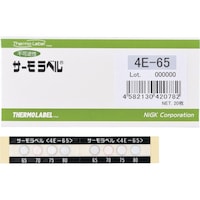 Thermo Label
不可逆性
サーモラベル®
4E-65
Lot. 000000
4582130420782
NET. 20枚
THERMOLABEL
NiGK Corporation
サーモラベル <4E-65> サーモラベル <4E-65>
65 70 75 80 65 70 75 80